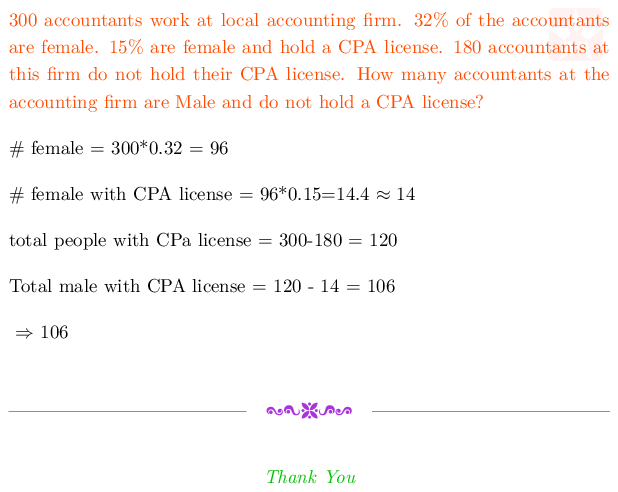 300 accountants work at local accounting firm. 32% of the accountants
are female. 15% are female and hold a CPA license. 180 accountants at
this firm do not hold their CPA license. How many accountants at the
accounting firm are Male and do not hold a CPA license?
# female = 300*0.32 = 96
# female with CPA license = 96*0.15=14.4 ≈ 14
total people with CPa license = 300-180 = 120
Total male with CPA license = 120 - 14 = 106
⇒ 106
Thank You